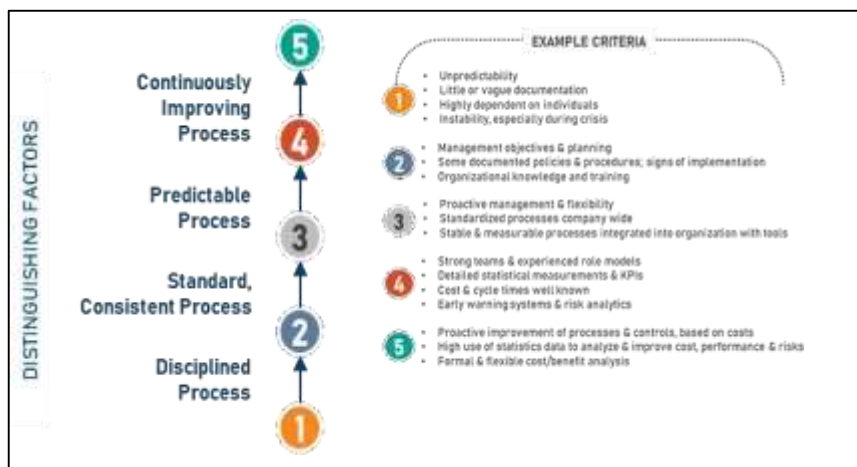 DISTINGUISHING FACTORS
5
Continuously
Improving
Process
4
Predictable
Process
3
Standard,
Consistent Process
2
Disciplined
Process
1
EXAMPLE CRITERIA
1
• Unpredictability
• Little or vague documentation
• Highly dependent on individuals
• Instability, especially during crisis
2
• Management objectives & planning
• Some documented policies & procedures; signs of implementation
• Organizational knowledge and training
3
• Proactive management & flexibility
• Standardized processes company wide
• Stable & measurable processes integrated into organization with tools
4
• Strong teams & experienced role models
• Detailed statistical measurements & KPIs
• Cost & cycle times well known
• Early warning systems & risk analytics
5
• Proactive improvement of processes & controls, based on costs
• High use of statistics data to analyze & improve cost, performance & risks
• Formal & flexible cost/benefit analysis